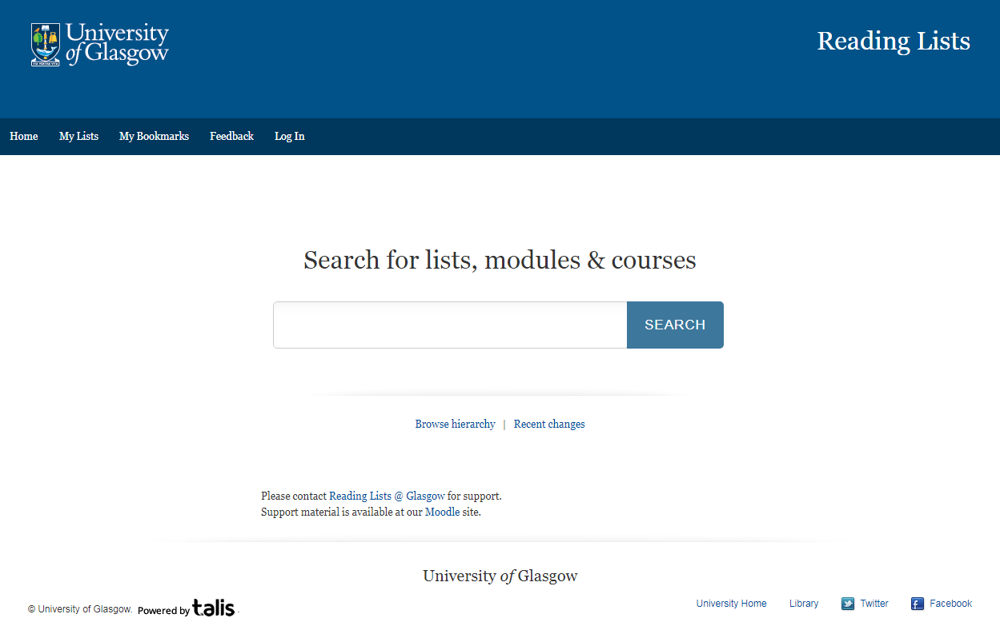 University
of Glasgow
Reading Lists
Home My Lists My Bookmarks Feedback Log In
Search for lists, modules & courses
SEARCH
Browse hierarchy | Recent changes
Please contact Reading Lists @ Glasgow for support.
Support material is available at our Moodle site.
University of Glasgow
© University of Glasgow. Powered by talis .
University Home Library Twitter Facebook